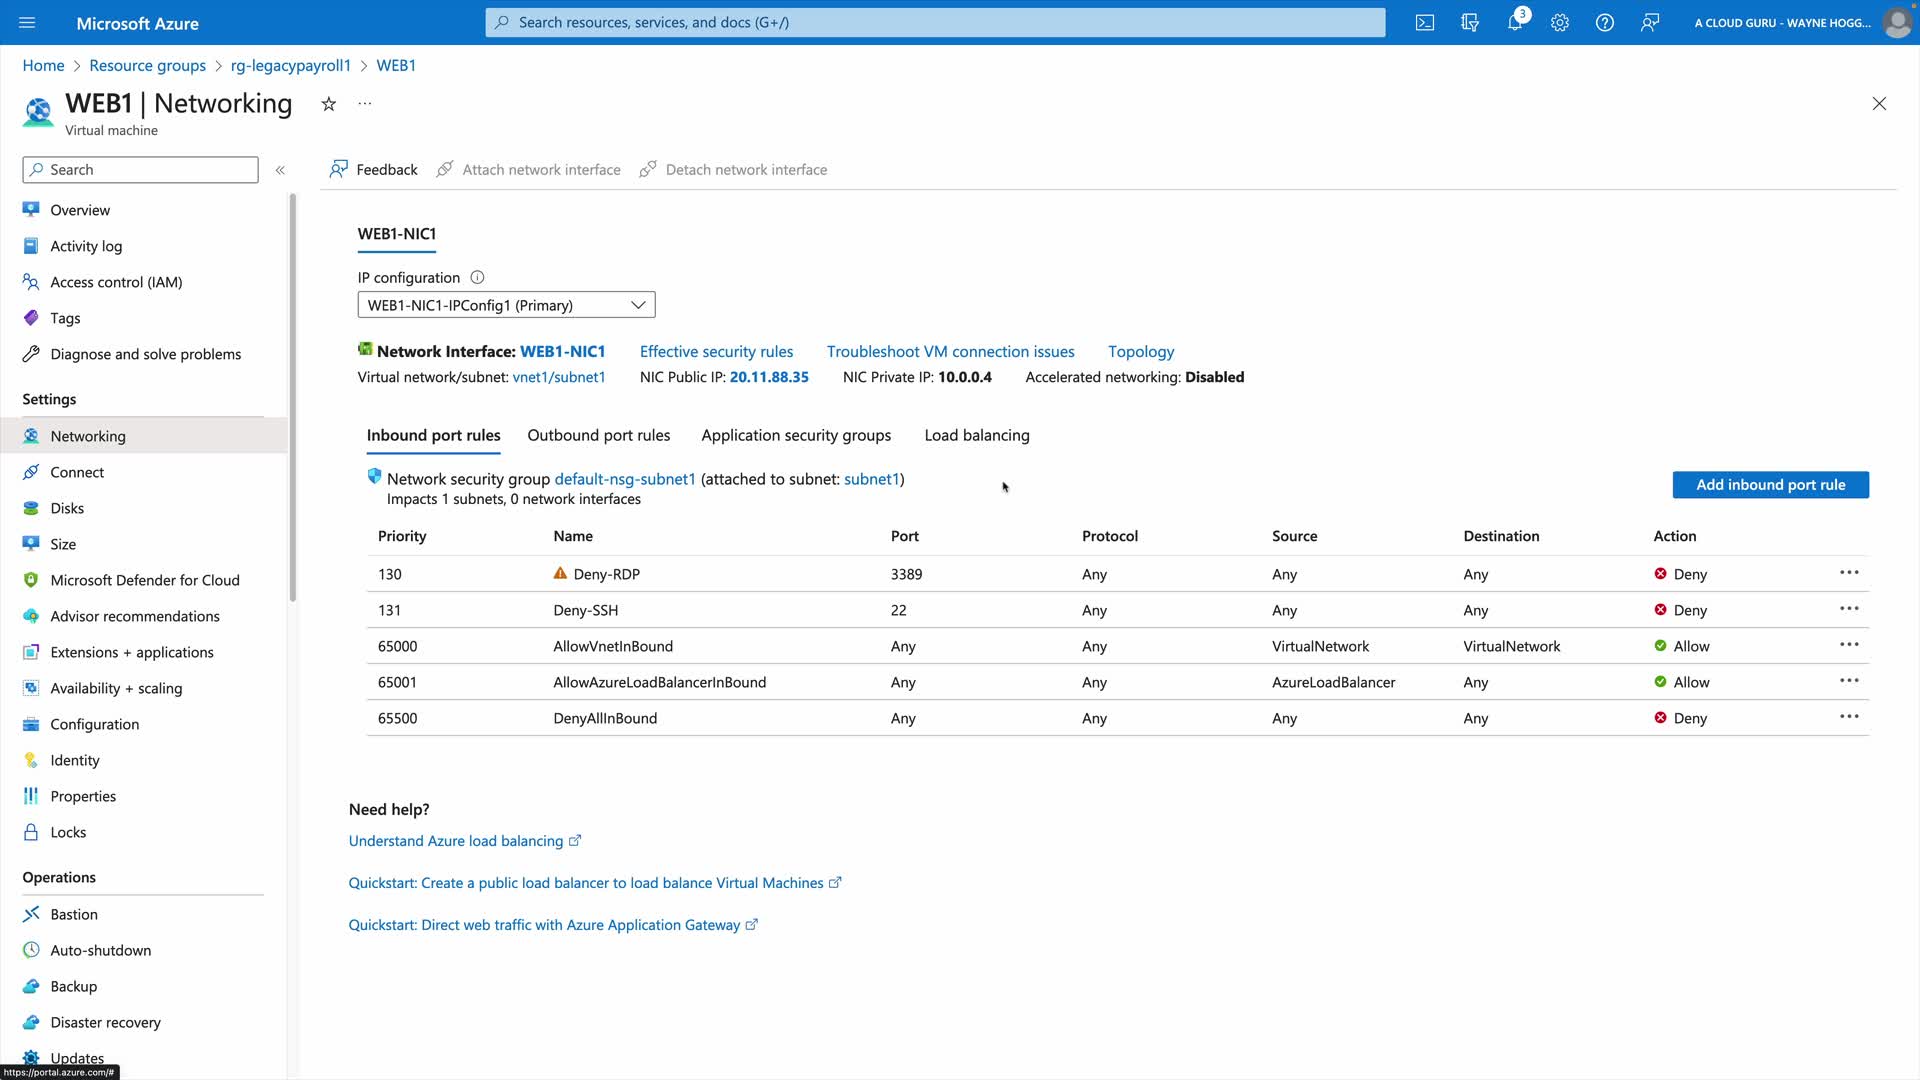 Microsoft Azure
Search resources, services, and docs (G+/)
3
A CLOUD GURU - WAYNE HOGG...
Home > Resource groups > rg-legacypayroll1 > WEB1
WEB1 | Networking
Virtual machine
Search
Feedback
Attach network interface
Detach network interface
Overview
Activity log
Access control (IAM)
Tags
Diagnose and solve problems
Settings
Networking
Connect
Disks
Size
Microsoft Defender for Cloud
Advisor recommendations
Extensions + applications
Availability + scaling
Configuration
Identity
Properties
Locks
Operations
Bastion
Auto-shutdown
Backup
Disaster recovery
Updates
https://portal.azure.com/#
WEB1-NIC1
IP configuration
WEB1-NIC1-IPConfig1 (Primary)
Network Interface: WEB1-NIC1 Effective security rules Troubleshoot VM connection issues Topology
Virtual network/subnet: vnet1/subnet1 NIC Public IP: 20.11.88.35 NIC Private IP: 10.0.0.4 Accelerated networking: Disabled
Inbound port rules Outbound port rules Application security groups Load balancing
Network security group default-nsg-subnet1 (attached to subnet: subnet1)
Impacts 1 subnets, 0 network interfaces
Add inbound port rule
Priority Name Port Protocol Source Destination Action
130 Deny-RDP 3389 Any Any Any Deny
131 Deny-SSH 22 Any Any Any Deny
65000 AllowVnetInBound Any Any VirtualNetwork VirtualNetwork Allow
65001 AllowAzureLoadBalancerInBound Any Any AzureLoadBalancer Any Allow
65500 DenyAllInBound Any Any Any Any Deny
Need help?
Understand Azure load balancing
Quickstart: Create a public load balancer to load balance Virtual Machines
Quickstart: Direct web traffic with Azure Application Gateway